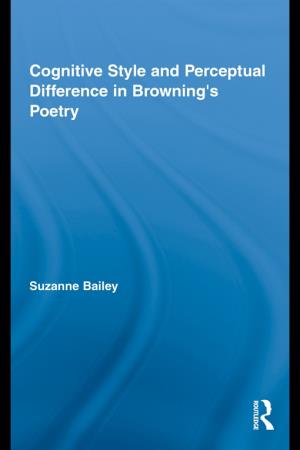 Cognitive Style and Perceptual
Difference in Browning's
Poetry
Suzanne Bailey
ROUTLEDGE